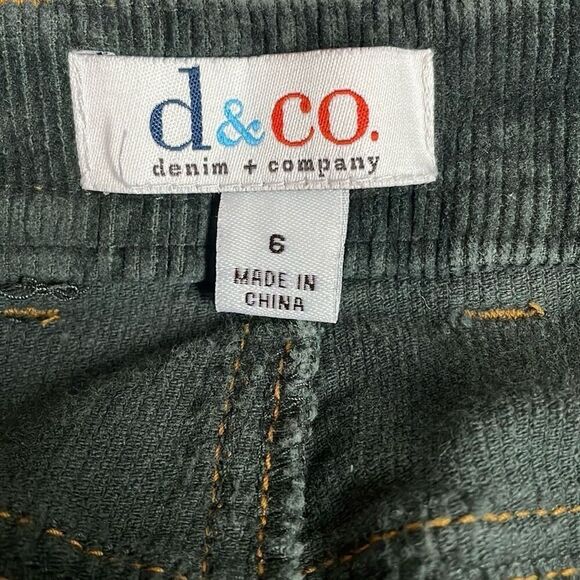 d&co.
denim + company
6
MADE IN
CHINA